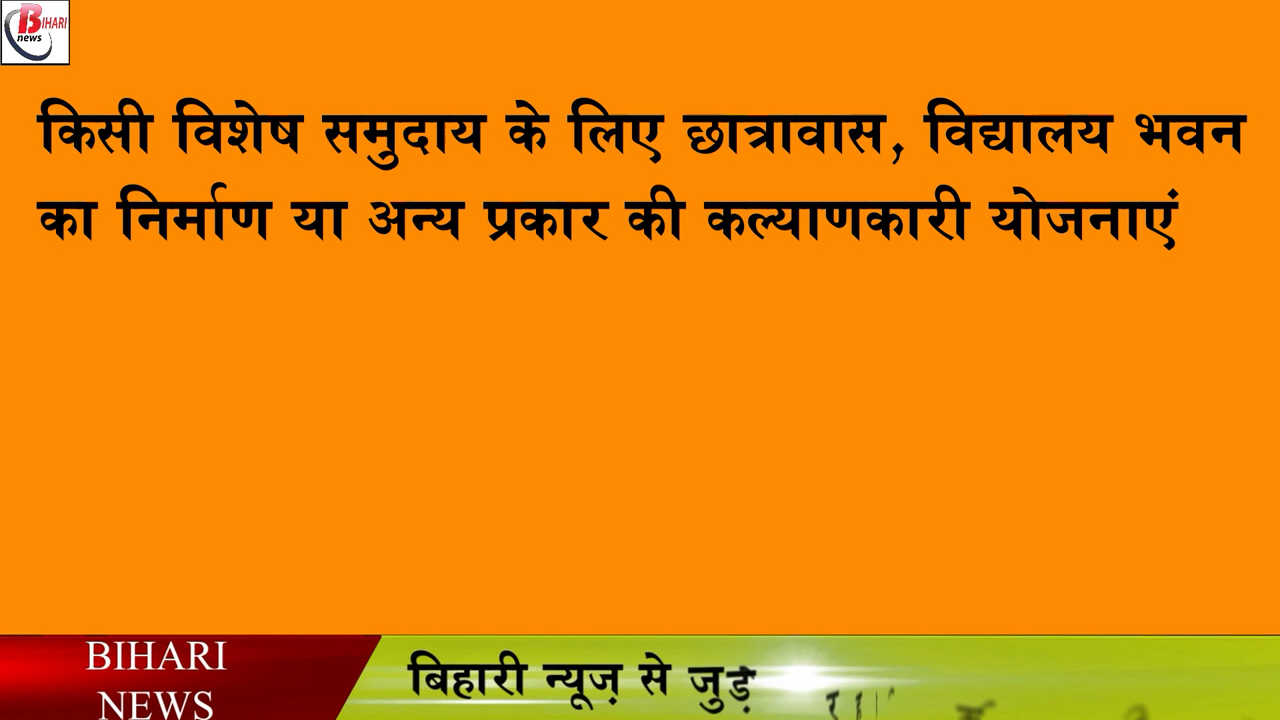 BIHARI
news
किसी विशेष समुदाय के लिए छात्रावास, विद्यालय भवन
का निर्माण या अन्य प्रकार की कल्याणकारी योजनाएं
BIHARI
NEWS
बिहारी न्यूज़ से